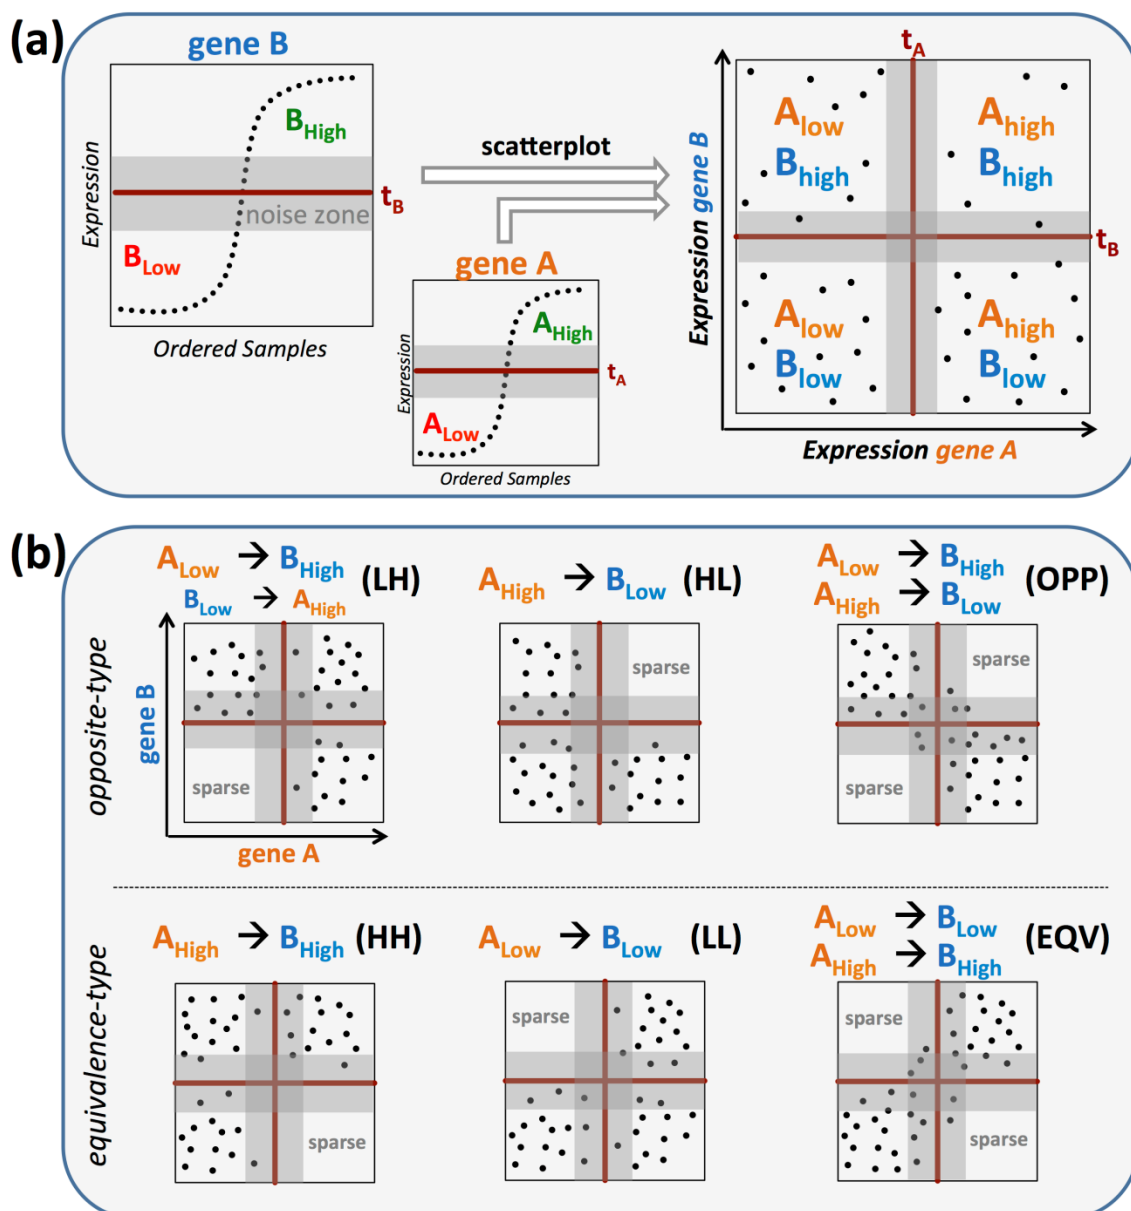 (a)
gene B
Expression
B High
t B
noise zone
B Low
Ordered Samples
scatterplot
gene A
Expression
A High
t A
A Low
Ordered Samples
t A
Expression gene B
A low
B high
A high
B high
t B
A low
B low
A high
B low
Expression gene A
(b)
opposite-type
A Low → B High (LH)
B Low → A High
gene B
sparse
gene A
A High → B Low (HL)
sparse
A Low → B High (OPP)
A High → B Low
sparse
sparse
equivalence-type
A High → B High (HH)
sparse
A Low → B Low (LL)
sparse
A Low → B Low (EQV)
A High → B High
sparse
sparse